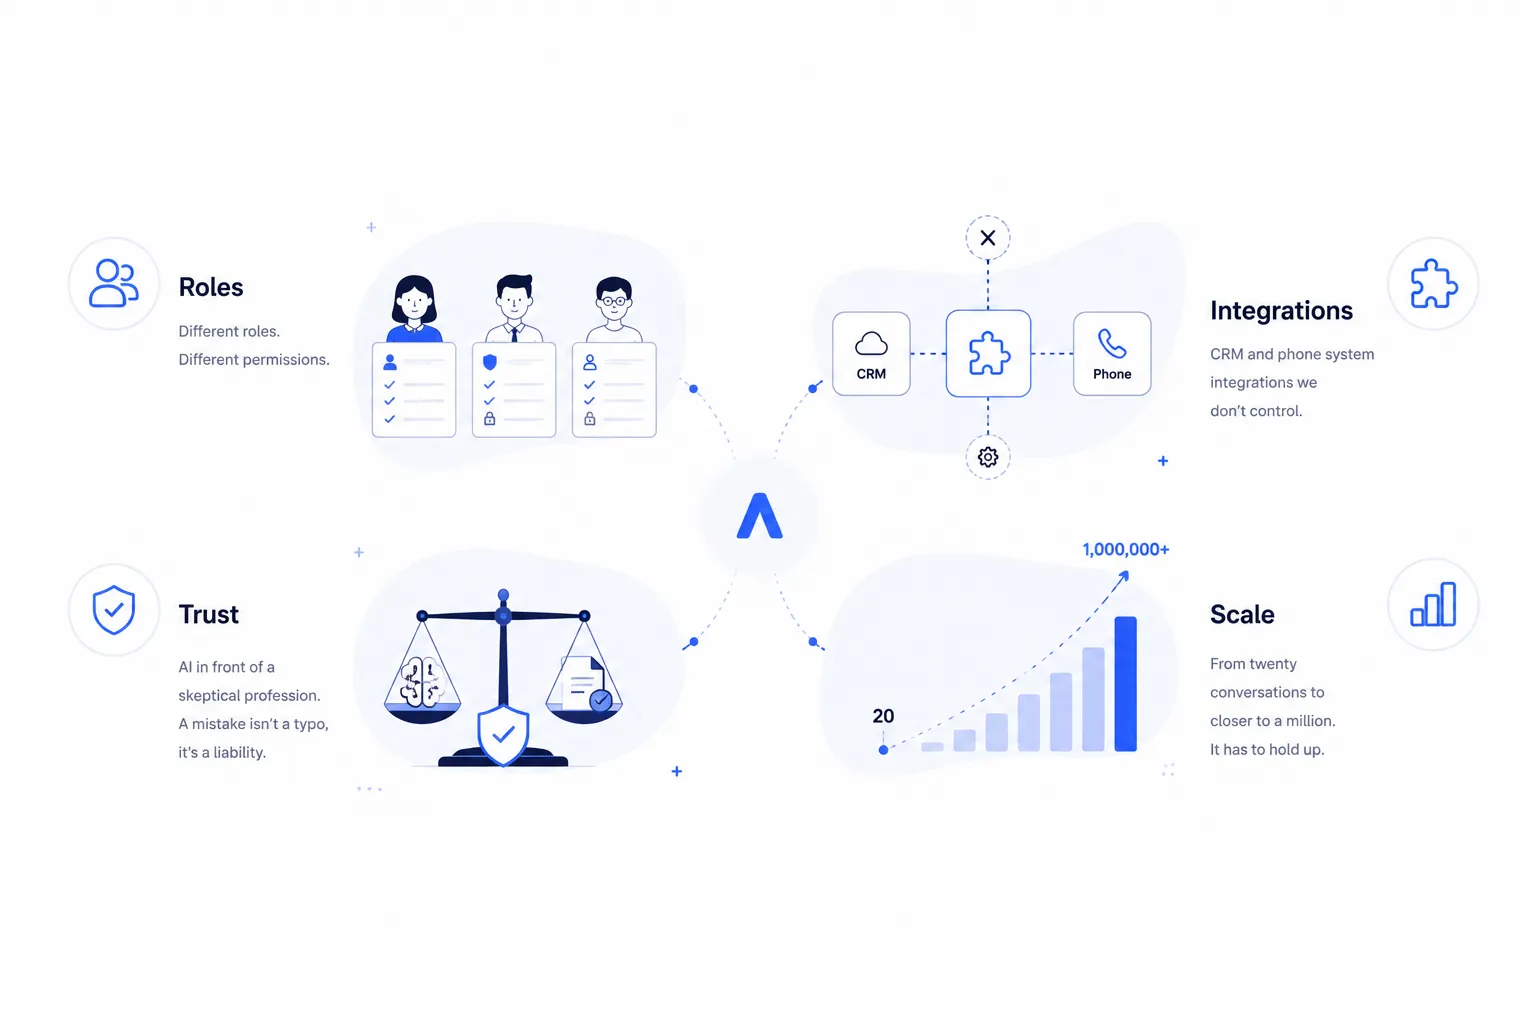 Roles
Different roles.
Different permissions.
CRM
Phone
Integrations
CRM and phone system
integrations we
don't control.
Trust
AI in front of a
skeptical profession.
A mistake isn't a typo,
it's a liability.
20
1,000,000+
Scale
From twenty
conversations to
closer to a million.
It has to hold up.